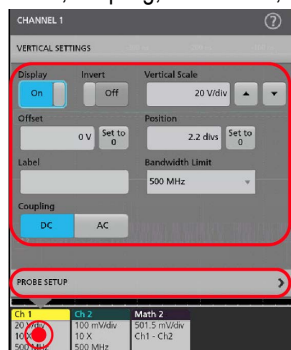 CHANNEL 1 ?
VERTICAL SETTINGS
Display Invert Vertical Scale
On Off 20 V/div
Offset Position
0 V Set to 0 2.2 divs Set to 0
Label Bandwidth Limit
500 MHz
Coupling
DC AC
PROBE SETUP
Ch 1 Ch 2 Math 2
20 V/div 100 mV/div 501.5 mV/div
10 X 10 X Ch1 - Ch2
500 MHz 500 MHz